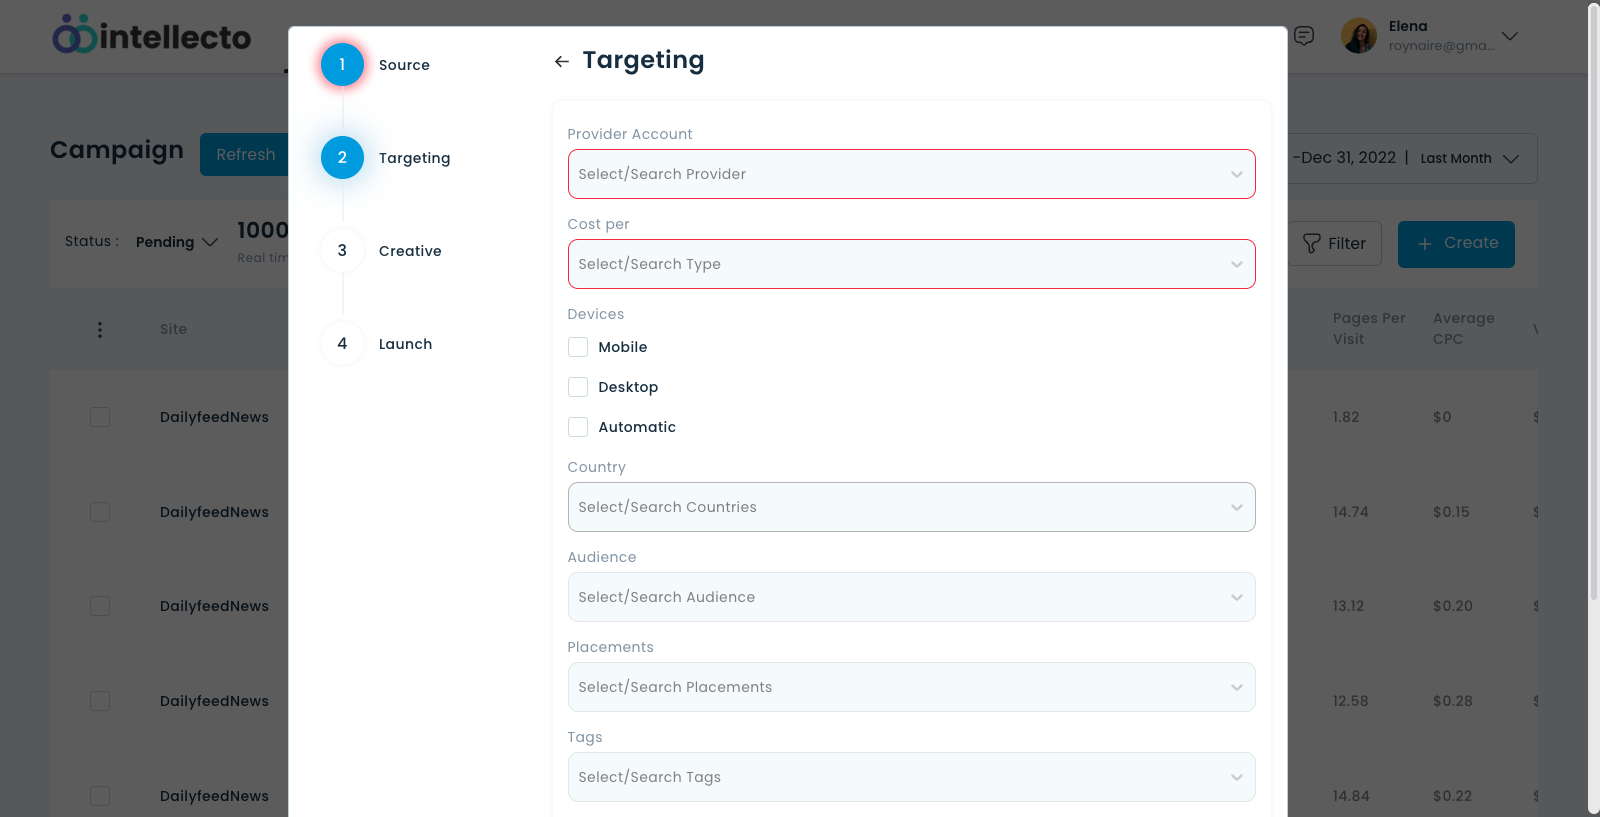 intellecto
Elena
roynaire@gma...
Campaign
Refresh
-Dec 31, 2022 | Last Month
Status :
Pending
1000
Real tim
Filter
+ Create
Site
Pages Per
Visit
Average
CPC
DailyfeedNews
1.82
$0
DailyfeedNews
14.74
$0.15
DailyfeedNews
13.12
$0.20
DailyfeedNews
12.58
$0.28
DailyfeedNews
14.84
$0.22
1
Source
2
Targeting
3
Creative
4
Launch
← Targeting
Provider Account
Select/Search Provider
Cost per
Select/Search Type
Devices
Mobile
Desktop
Automatic
Country
Select/Search Countries
Audience
Select/Search Audience
Placements
Select/Search Placements
Tags
Select/Search Tags